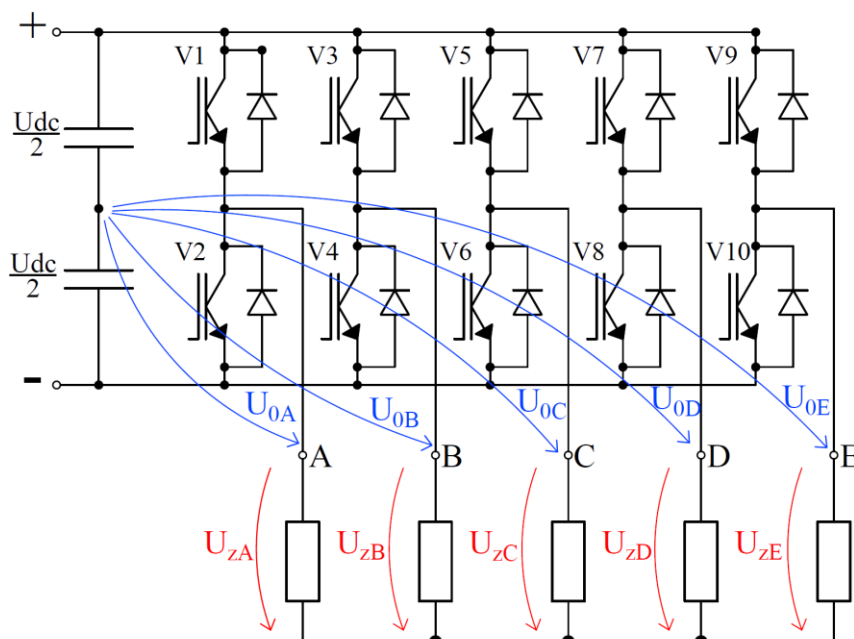 + V1 V3 V5 V7 V9
Udc
2
V2 V4 V6 V8 V10
Udc
2
-
U0A U0B U0C U0D U0E
A B C D E
UzA UzB UzC UzD UzE